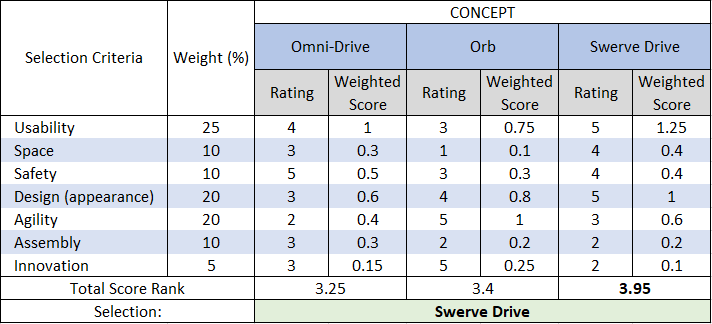 CONCEPT
Selection Criteria Weight (%) Omni-Drive Orb Swerve Drive
Rating Weighted Score Rating Weighted Score Rating Weighted Score
Usability 25 4 1 3 0.75 5 1.25
Space 10 3 0.3 1 0.1 4 0.4
Safety 10 5 0.5 3 0.3 4 0.4
Design (appearance) 20 3 0.6 4 0.8 5 1
Agility 20 2 0.4 5 1 3 0.6
Assembly 10 3 0.3 2 0.2 2 0.2
Innovation 5 3 0.15 5 0.25 2 0.1
Total Score Rank 3.25 3.4 3.95
Selection: Swerve Drive